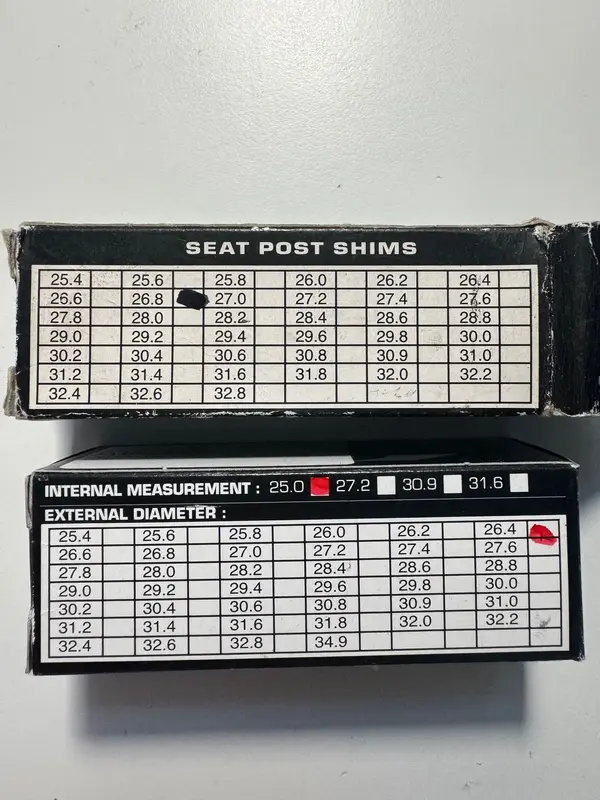 SEAT POST SHIMS
25.4 25.6 25.8 26.0 26.2 26.4
26.6 26.8 27.0 27.2 27.4 27.6
27.8 28.0 28.2 28.4 28.6 28.8
29.0 29.2 29.4 29.6 29.8 30.0
30.2 30.4 30.6 30.8 30.9 31.0
31.2 31.4 31.6 31.8 32.0 32.2
32.4 32.6 32.8
INTERNAL MEASUREMENT : 25.0 27.2 30.9 31.6
EXTERNAL DIAMETER :
25.4 25.6 25.8 26.0 26.2 26.4
26.6 26.8 27.0 27.2 27.4 27.6
27.8 28.0 28.2 28.4 28.6 28.8
29.0 29.2 29.4 29.6 29.8 30.0
30.2 30.4 30.6 30.8 30.9 31.0
31.2 31.4 31.6 31.8 32.0 32.2
32.4 32.6 32.8 34.9